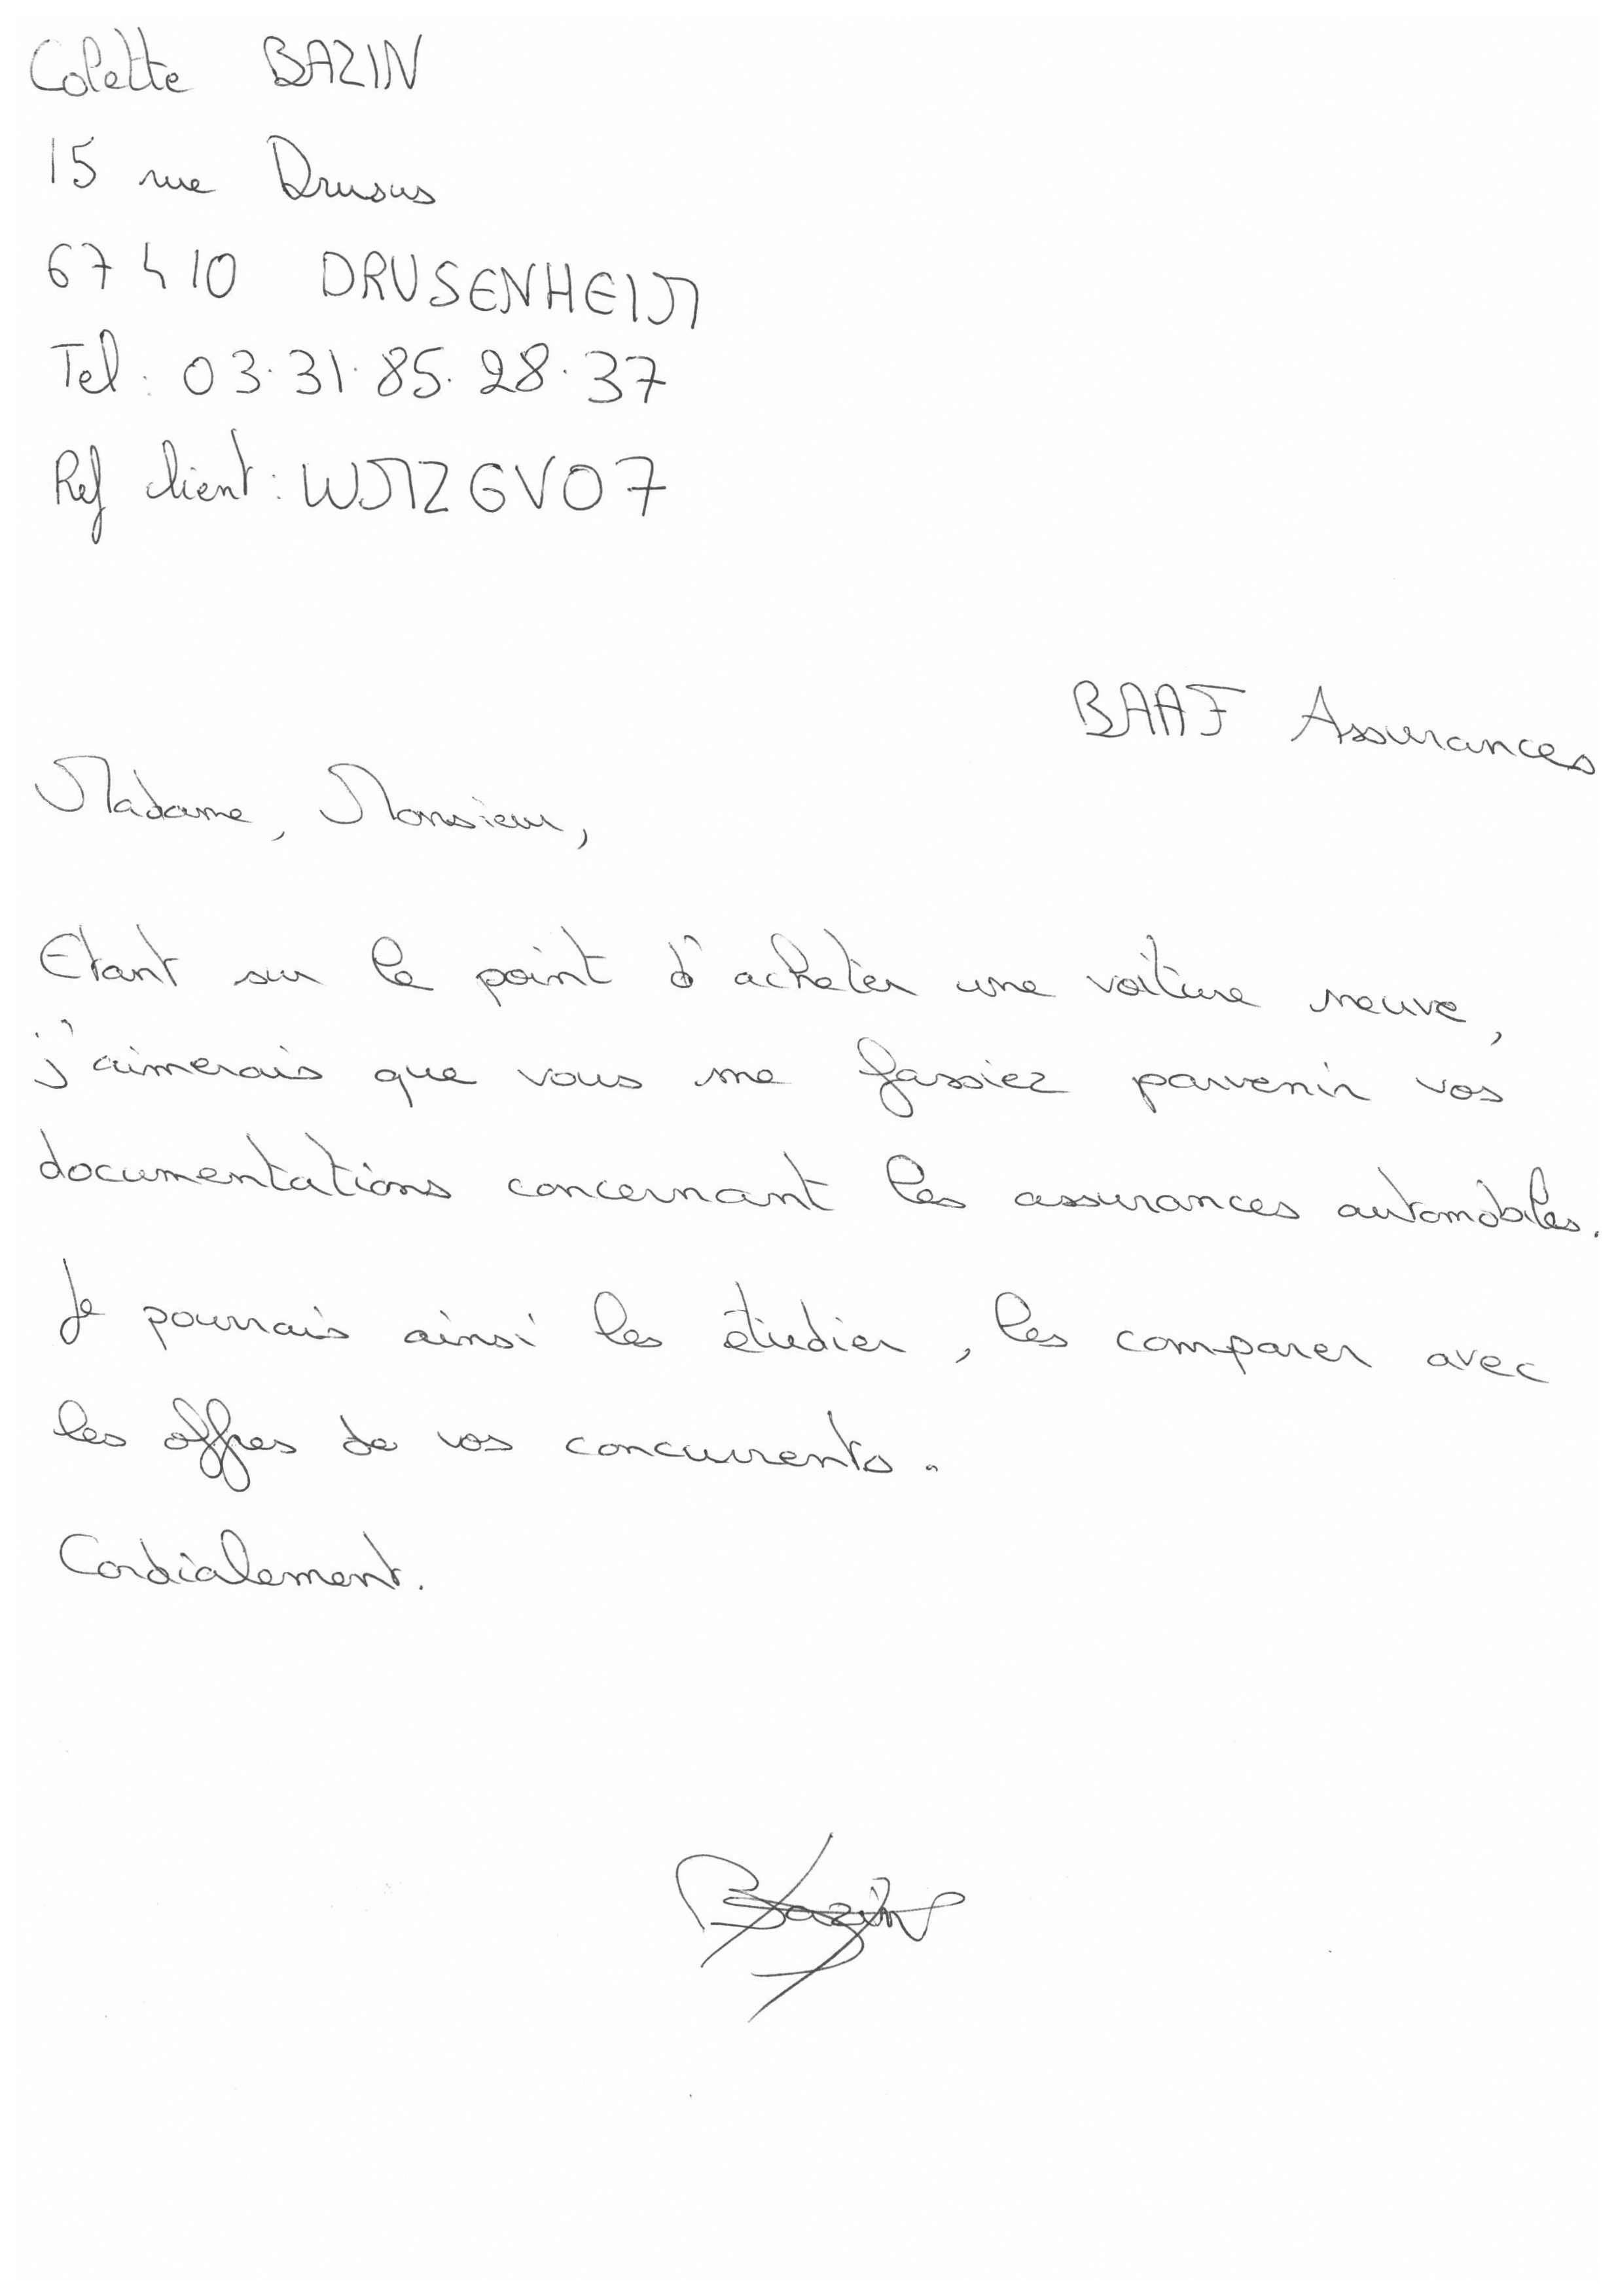 Colette BAZIN
15 rue Drusus
67410 DRUSENHEIM
Tel : 03.31.85.28.37
Ref client : WMZGV07
BAAF Assurances
Madame, Monsieur,
Etant sur le point d'acheter une voiture neuve,
j'aimerais que vous me fassiez parvenir vos
documentations concernant les assurances automobiles.
Je pourrais ainsi les étudier, les comparer avec
les offres de vos concurrents.
Cordialement.
Bazin